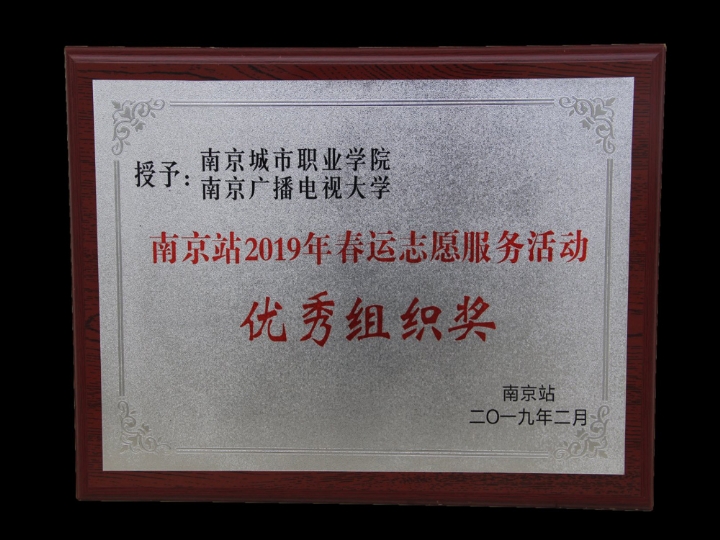 授予:南京城市职业学院
南京广播电视大学
南京站2019年春运志愿服务活动
优秀组织奖
南京站
二〇一九年二月